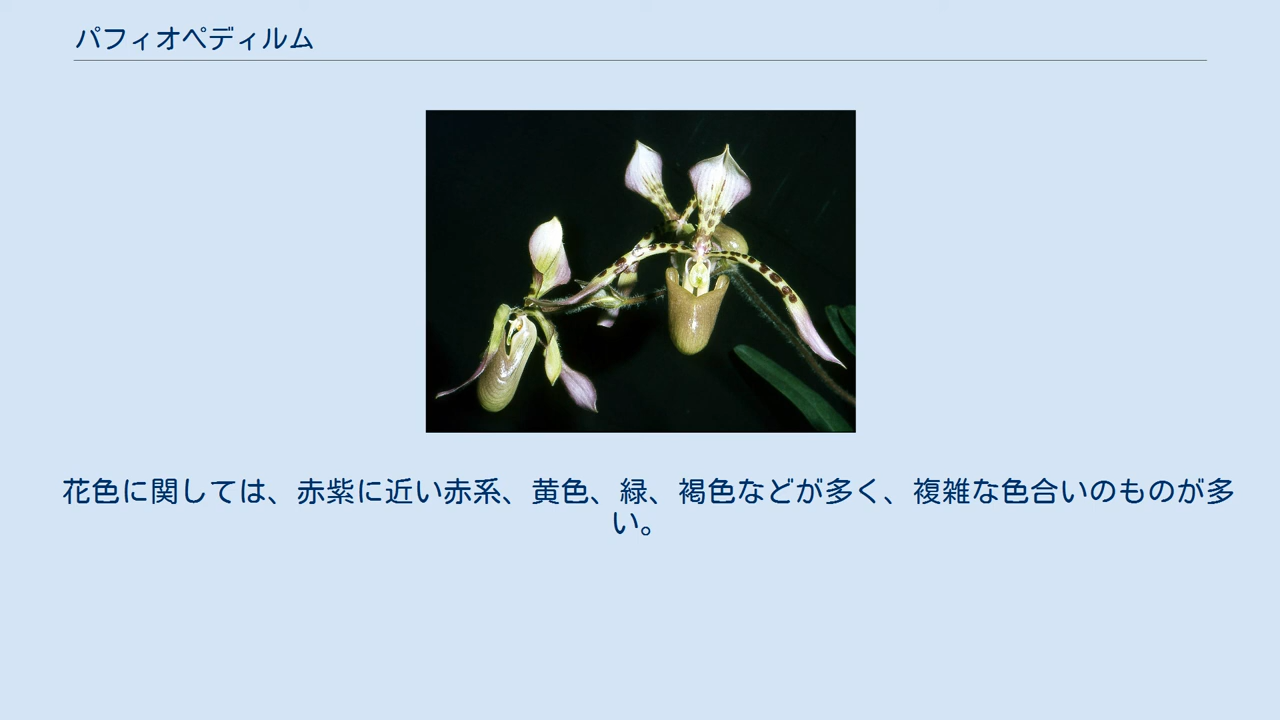 パフィオペディルム
花色に関しては、赤紫に近い赤系、黄色、緑、褐色などが多く、複雑な色合いのものが多
い。